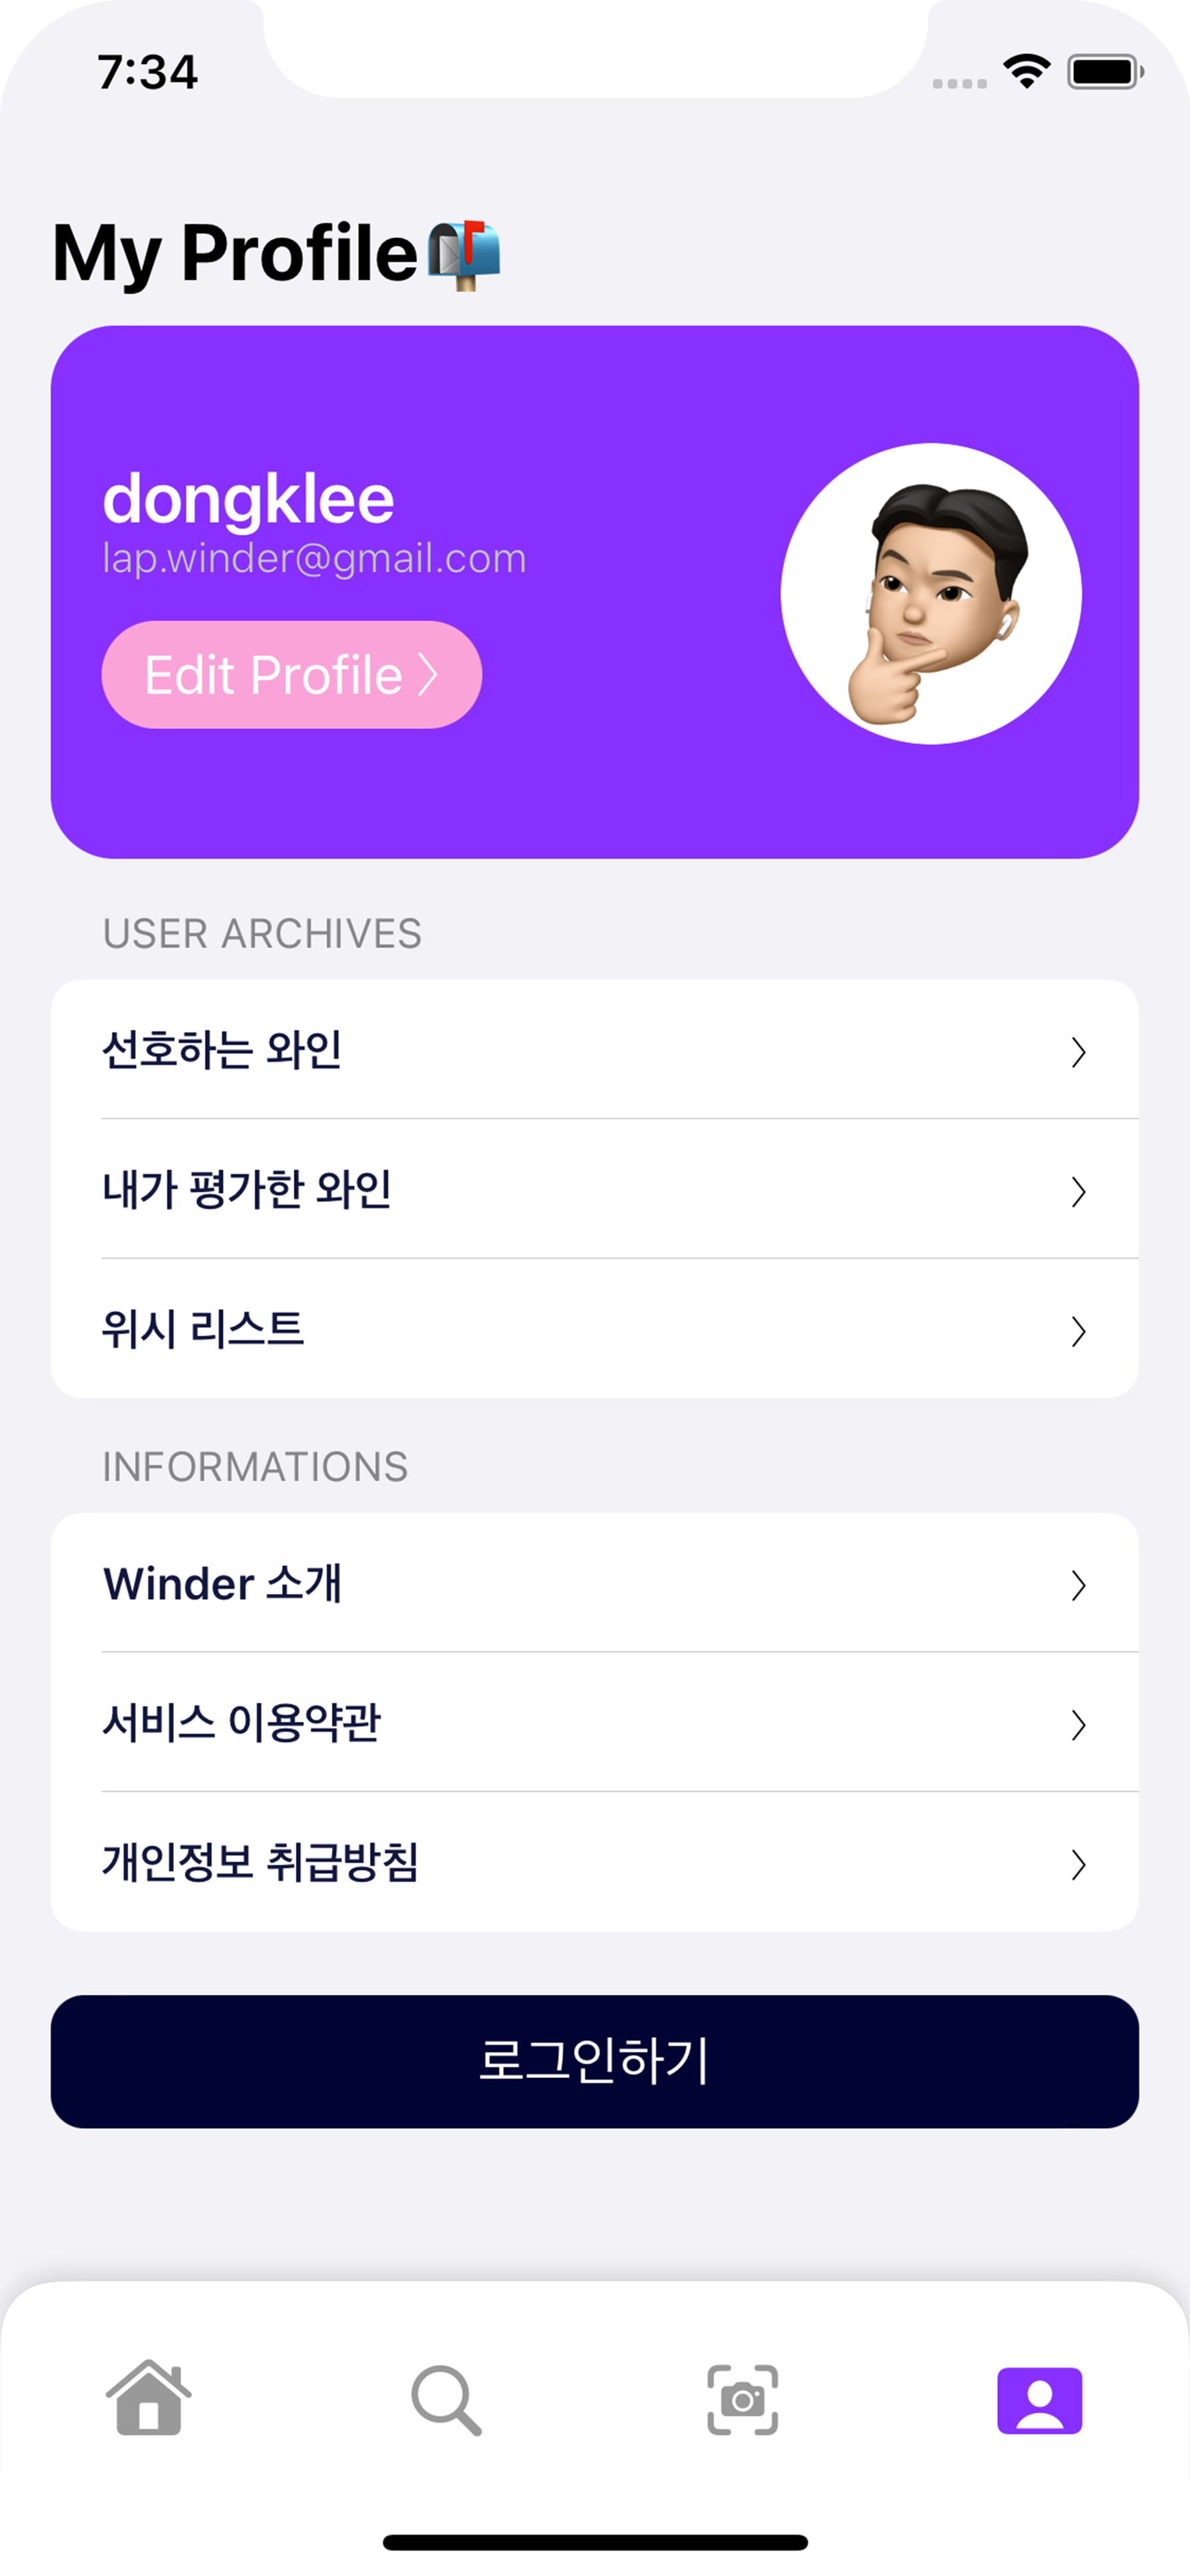 7:34
My Profile📬
dongklee
lap.winder@gmail.com
Edit Profile
USER ARCHIVES
선호하는 와인
내가 평가한 와인
위시 리스트
INFORMATIONS
Winder 소개
서비스 이용약관
개인정보 취급방침
로그인하기